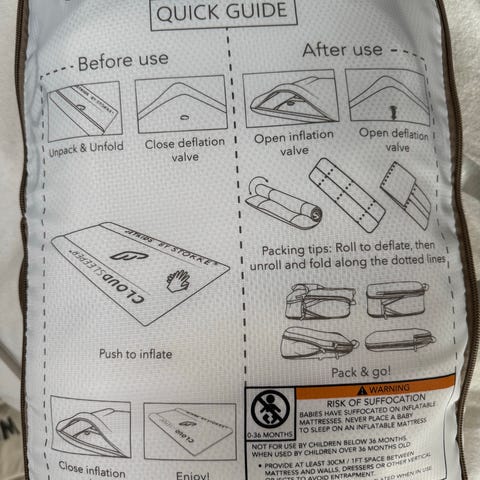 QUICK GUIDE
Before use
Unpack & Unfold
Close deflation
valve
JETKIDS BY STOKKE®
CLOUDSLEEPER™
Push to inflate
Close inflation
Enjoy!
After use
Open inflation
valve
Open deflation
valve
Packing tips: Roll to deflate, then
unroll and fold along the dotted lines
Pack & go!
0-36 MONTHS
WARNING
RISK OF SUFFOCATION
BABIES HAVE SUFFOCATED ON INFLATABLE
MATTRESSES. NEVER PLACE A BABY
TO SLEEP ON AN INFLATABLE MATTRESS
NOT FOR USE BY CHILDREN BELOW 36 MONTHS.
WHEN USED BY CHILDREN OVER 36 MONTHS OLD
• PROVIDE AT LEAST 30CM / 1FT SPACE BETWEEN
MATTRESS AND WALLS, DRESSERS OR OTHER VERTICAL
OBJECTS TO AVOID ENTRAPMENT.